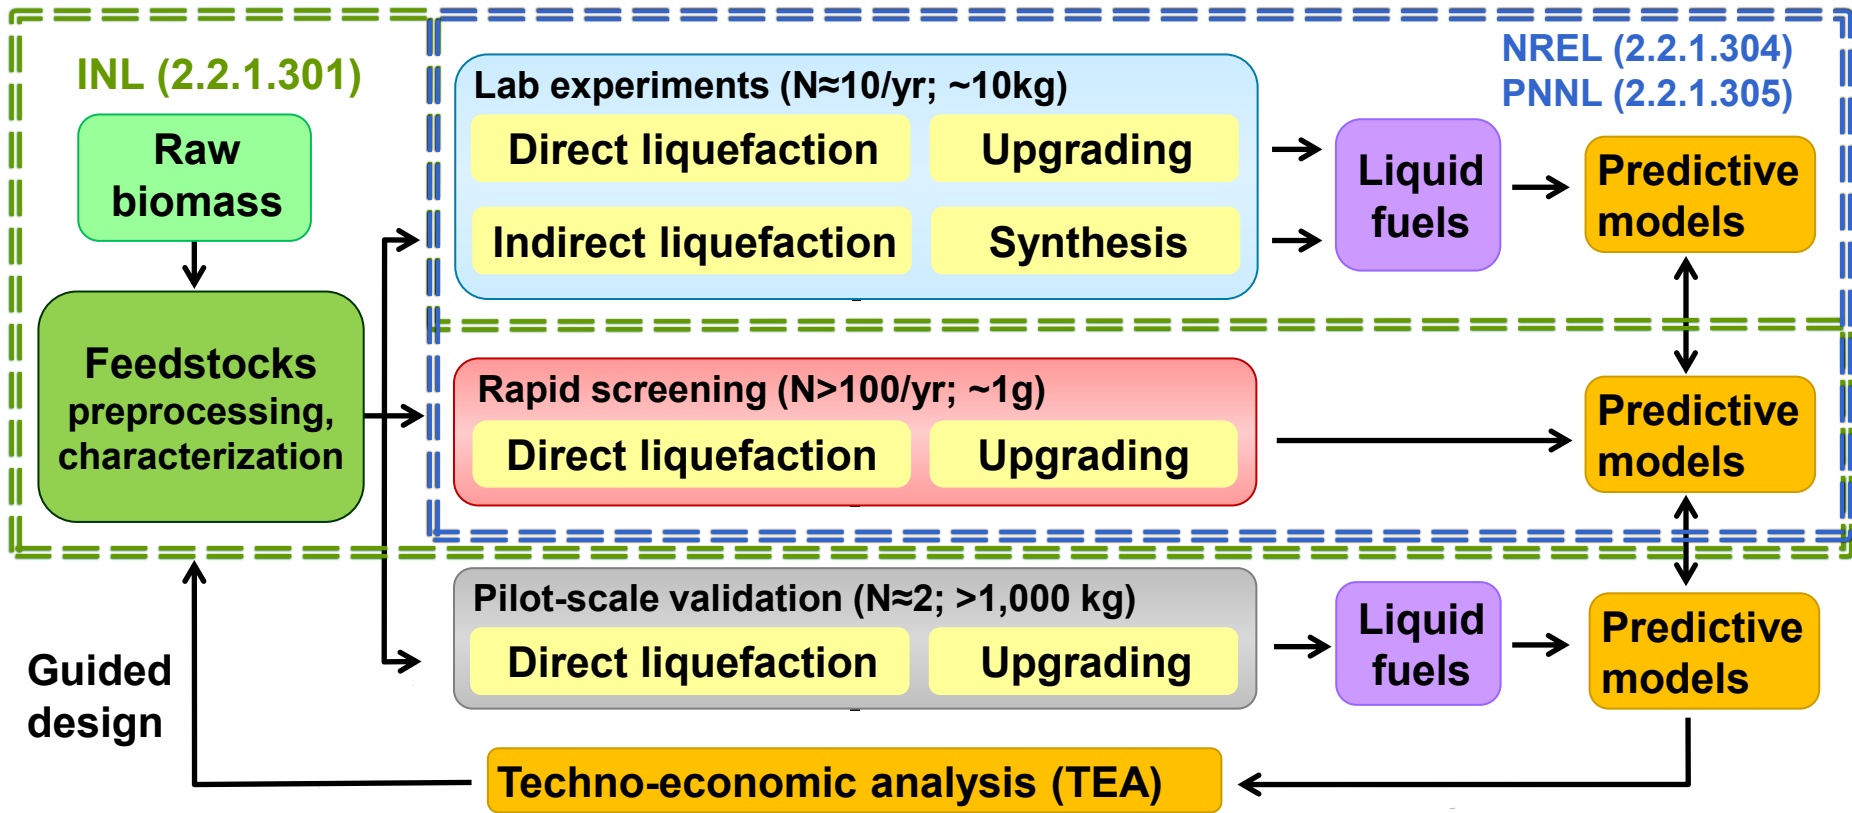 INL (2.2.1.301)
NREL (2.2.1.304)
PNNL (2.2.1.305)
Raw
biomass
Feedstocks
preprocessing,
characterization
Lab experiments (N≈10/yr; ~10kg)
Direct liquefaction
Upgrading
Indirect liquefaction
Synthesis
Liquid
fuels
Predictive
models
Rapid screening (N>100/yr; ~1g)
Direct liquefaction
Upgrading
Predictive
models
Pilot-scale validation (N≈2; >1,000 kg)
Direct liquefaction
Upgrading
Liquid
fuels
Predictive
models
Guided
design
Techno-economic analysis (TEA)